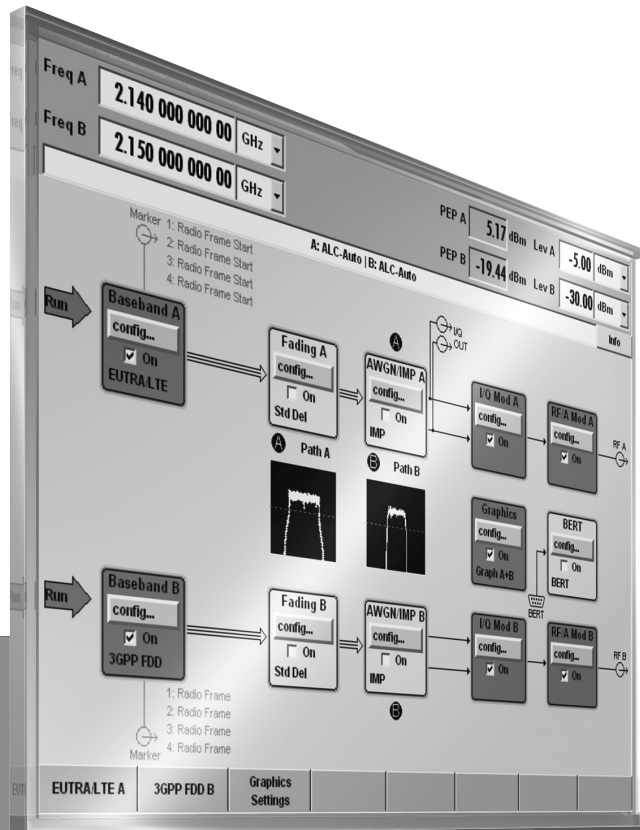 Freq A
2.140 000 000 00
GHz
Freq B
2.150 000 000 00
GHz
PEP A
5.17
dBm
Lev A
-5.00
dBm
PEP B
-19.44
dBm
Lev B
-30.00
dBm
A: ALC-Auto | B: ALC-Auto
Info
Marker
1: Radio Frame Start
2: Radio Frame Start
3: Radio Frame Start
4: Radio Frame Start
Run
Baseband A
config...
On
EUTRA/LTE
Fading A
config...
On
Std Del
A
AWGN/IMP A
config...
On
IMP
I/Q
OUT
I/Q Mod A
config...
On
RF/A Mod A
config...
On
RF A
A
Path A
B
Path B
Graphics
config...
On
Graph A+B
BERT
config...
On
BERT
BERT
Run
Baseband B
config...
On
3GPP FDD
Fading B
config...
On
Std Del
AWGN/IMP B
config...
On
IMP
B
I/Q Mod B
config...
On
RF/A Mod B
config...
On
RF B
1: Radio Frame
2: Radio Frame
3: Radio Frame
4: Radio Frame
Marker
EUTRA/LTE A
3GPP FDD B
Graphics
Settings